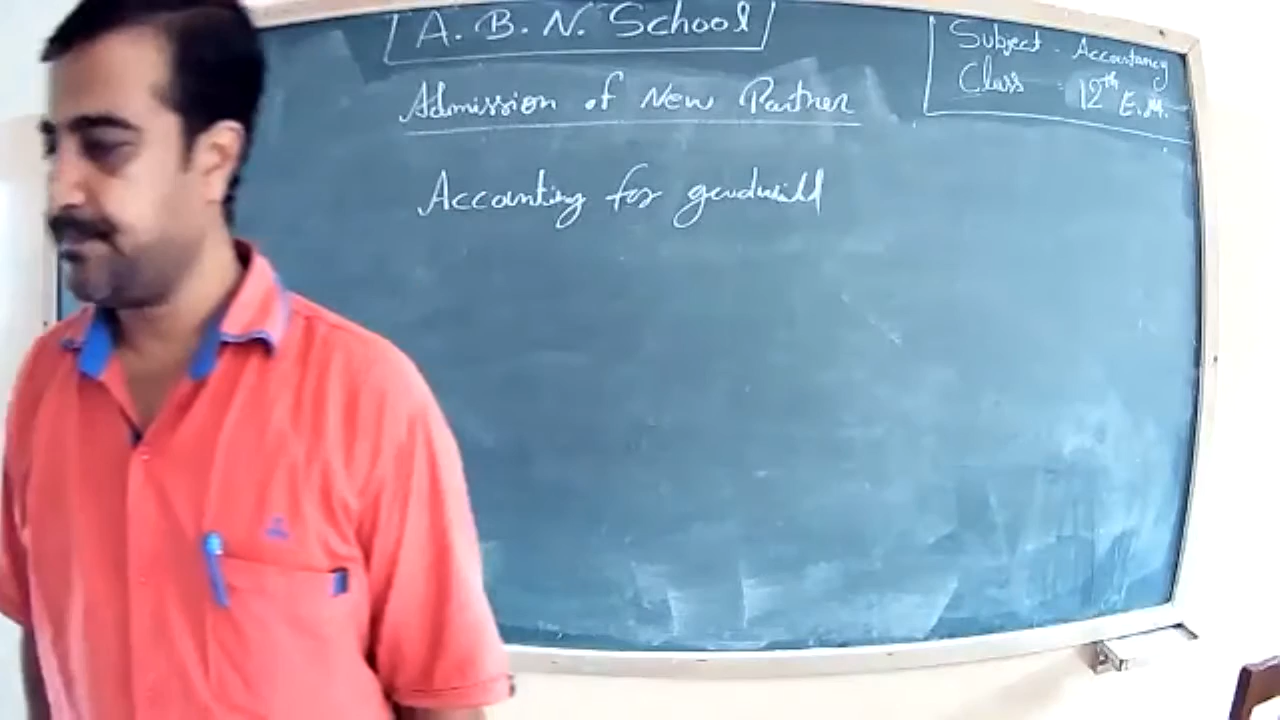 A. B. N. School
Subject - Accountancy
Class : 12th E.M.
Admission of New Partner
Accounting for goodwill